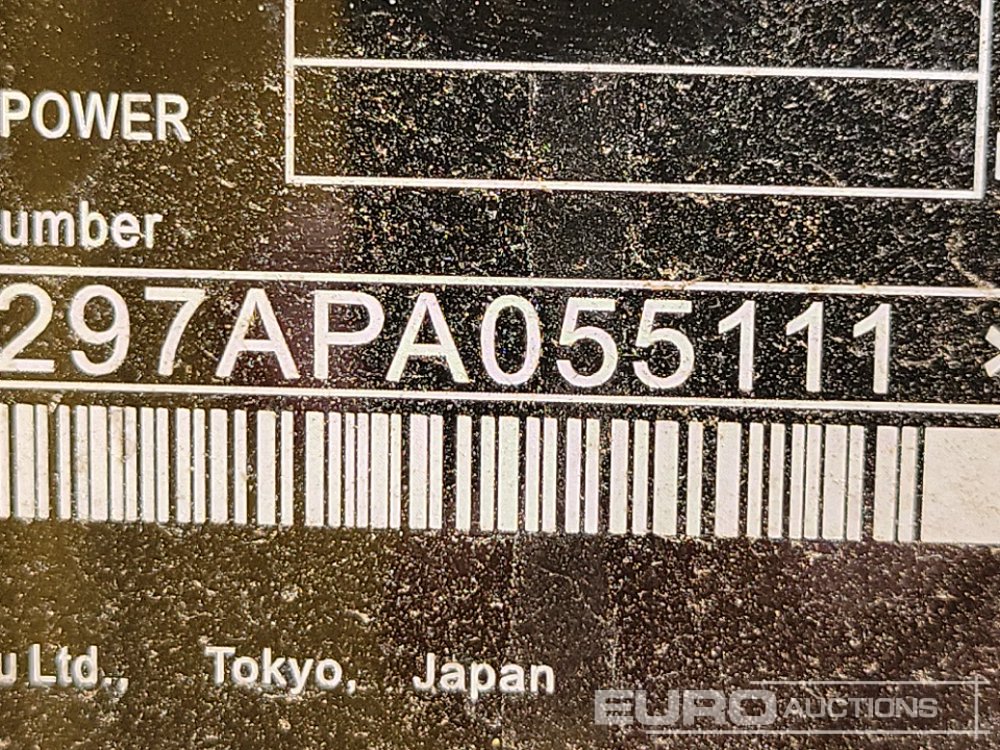 POWER
umber
297APA055111 *
u Ltd., Tokyo, Japan
EURO AUCTIONS